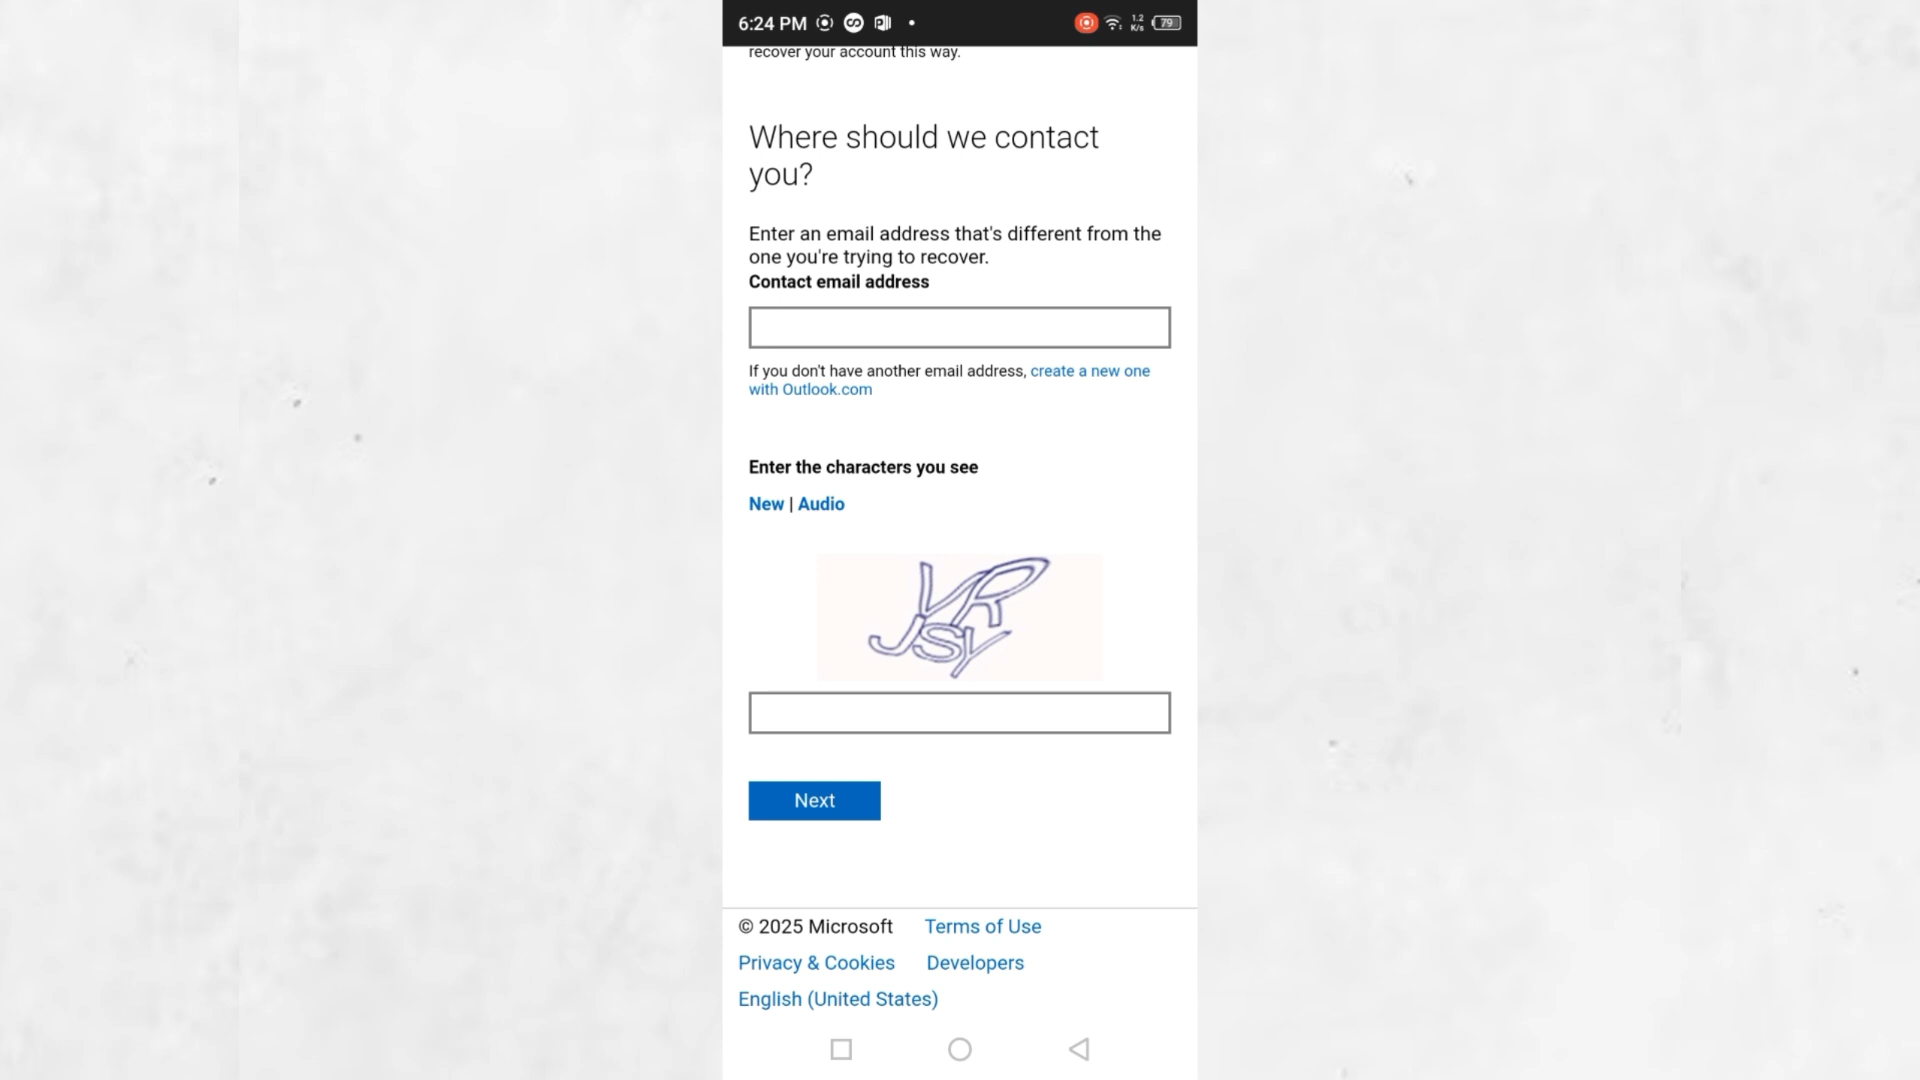 6:24 PM
1.2
K/s
79
recover your account this way.
Where should we contact
you?
Enter an email address that's different from the
one you're trying to recover.
Contact email address
If you don't have another email address, create a new one
with Outlook.com
Enter the characters you see
New | Audio
VR
JSY
Next
© 2025 Microsoft Terms of Use
Privacy & Cookies Developers
English (United States)